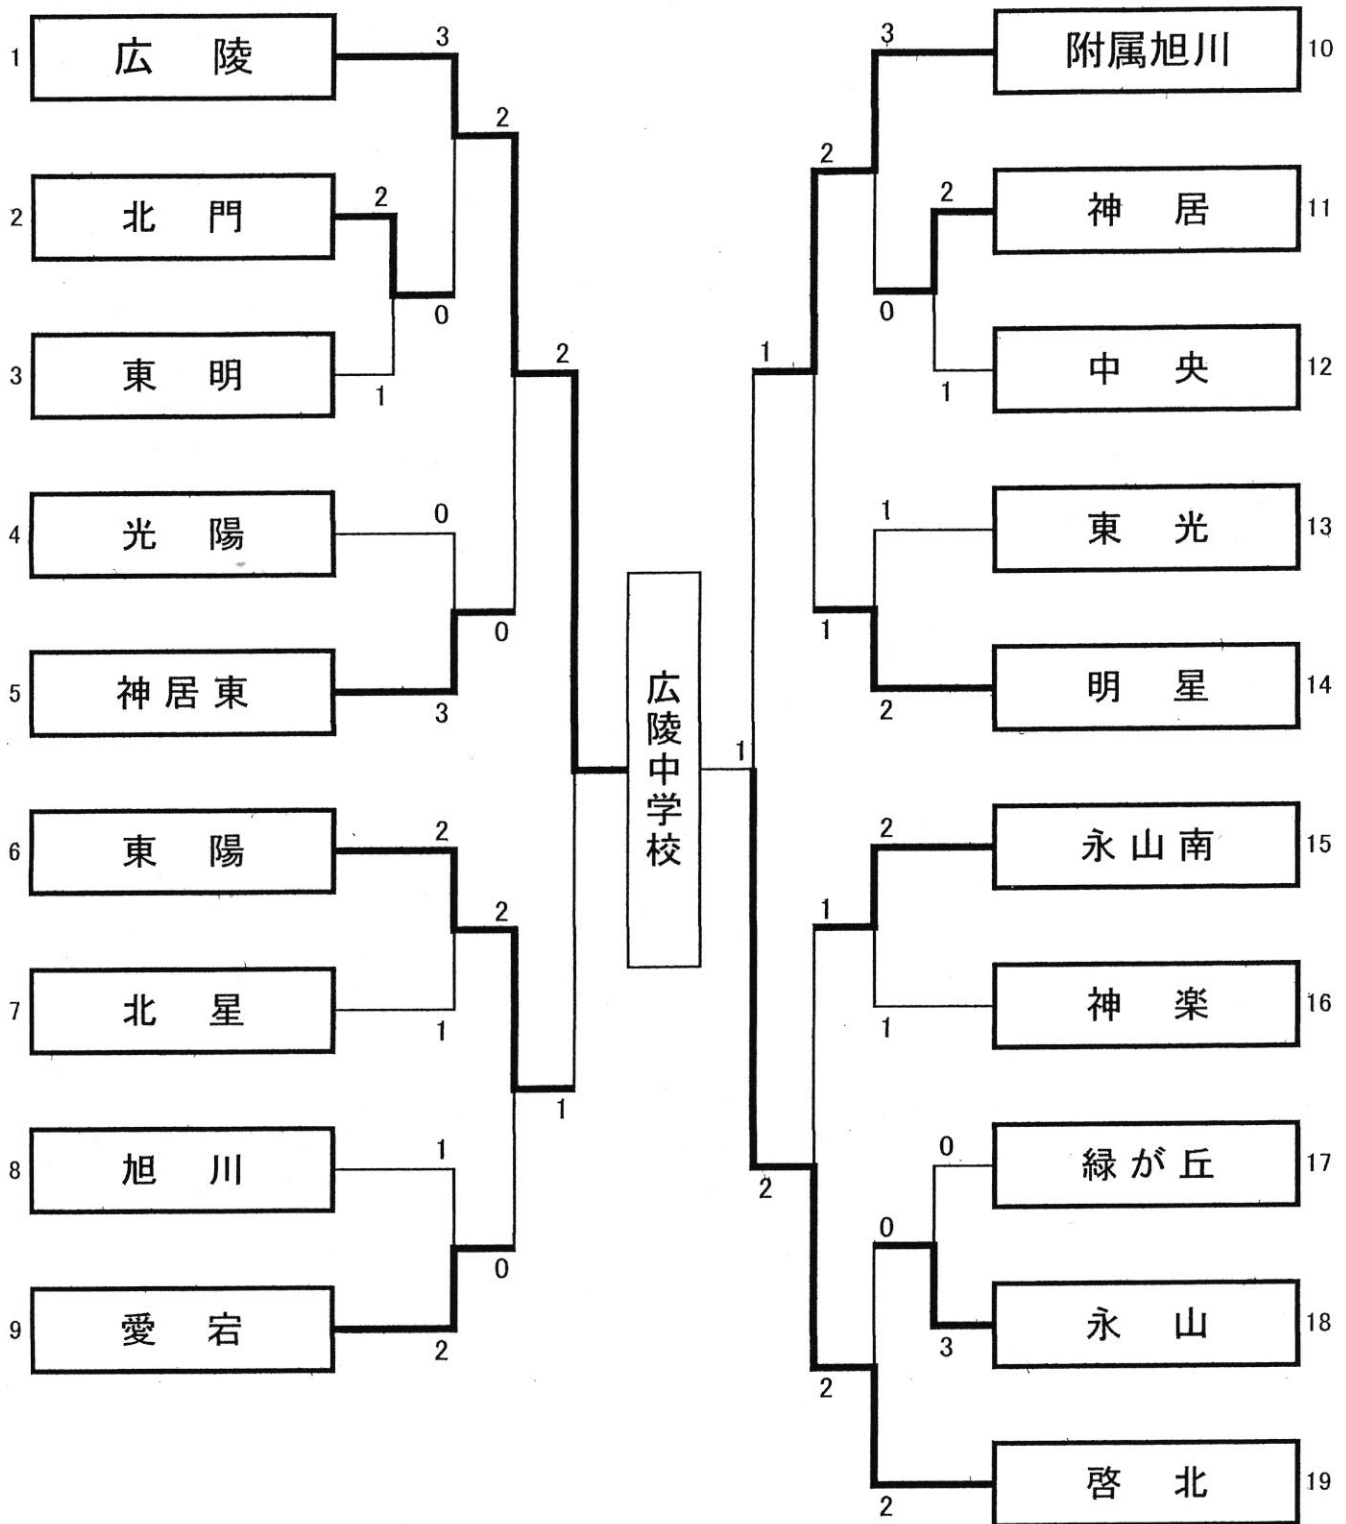 1 広 陵
3
2
2 北 門
2
0
3 東 明
1
2
4 光 陽
0
0
5 神居東
3
6 東 陽
2
2
7 北 星
1
1
8 旭 川
1
0
9 愛 宕
2
広陵中学校
1
3
附属旭川 10
2
2
神 居 11
0
1
中 央 12
1
1
東 光 13
1
2
明 星 14
2
永山南 15
1
1
神 楽 16
0
緑が丘 17
2
0
3
永 山 18
2
2
啓 北 19